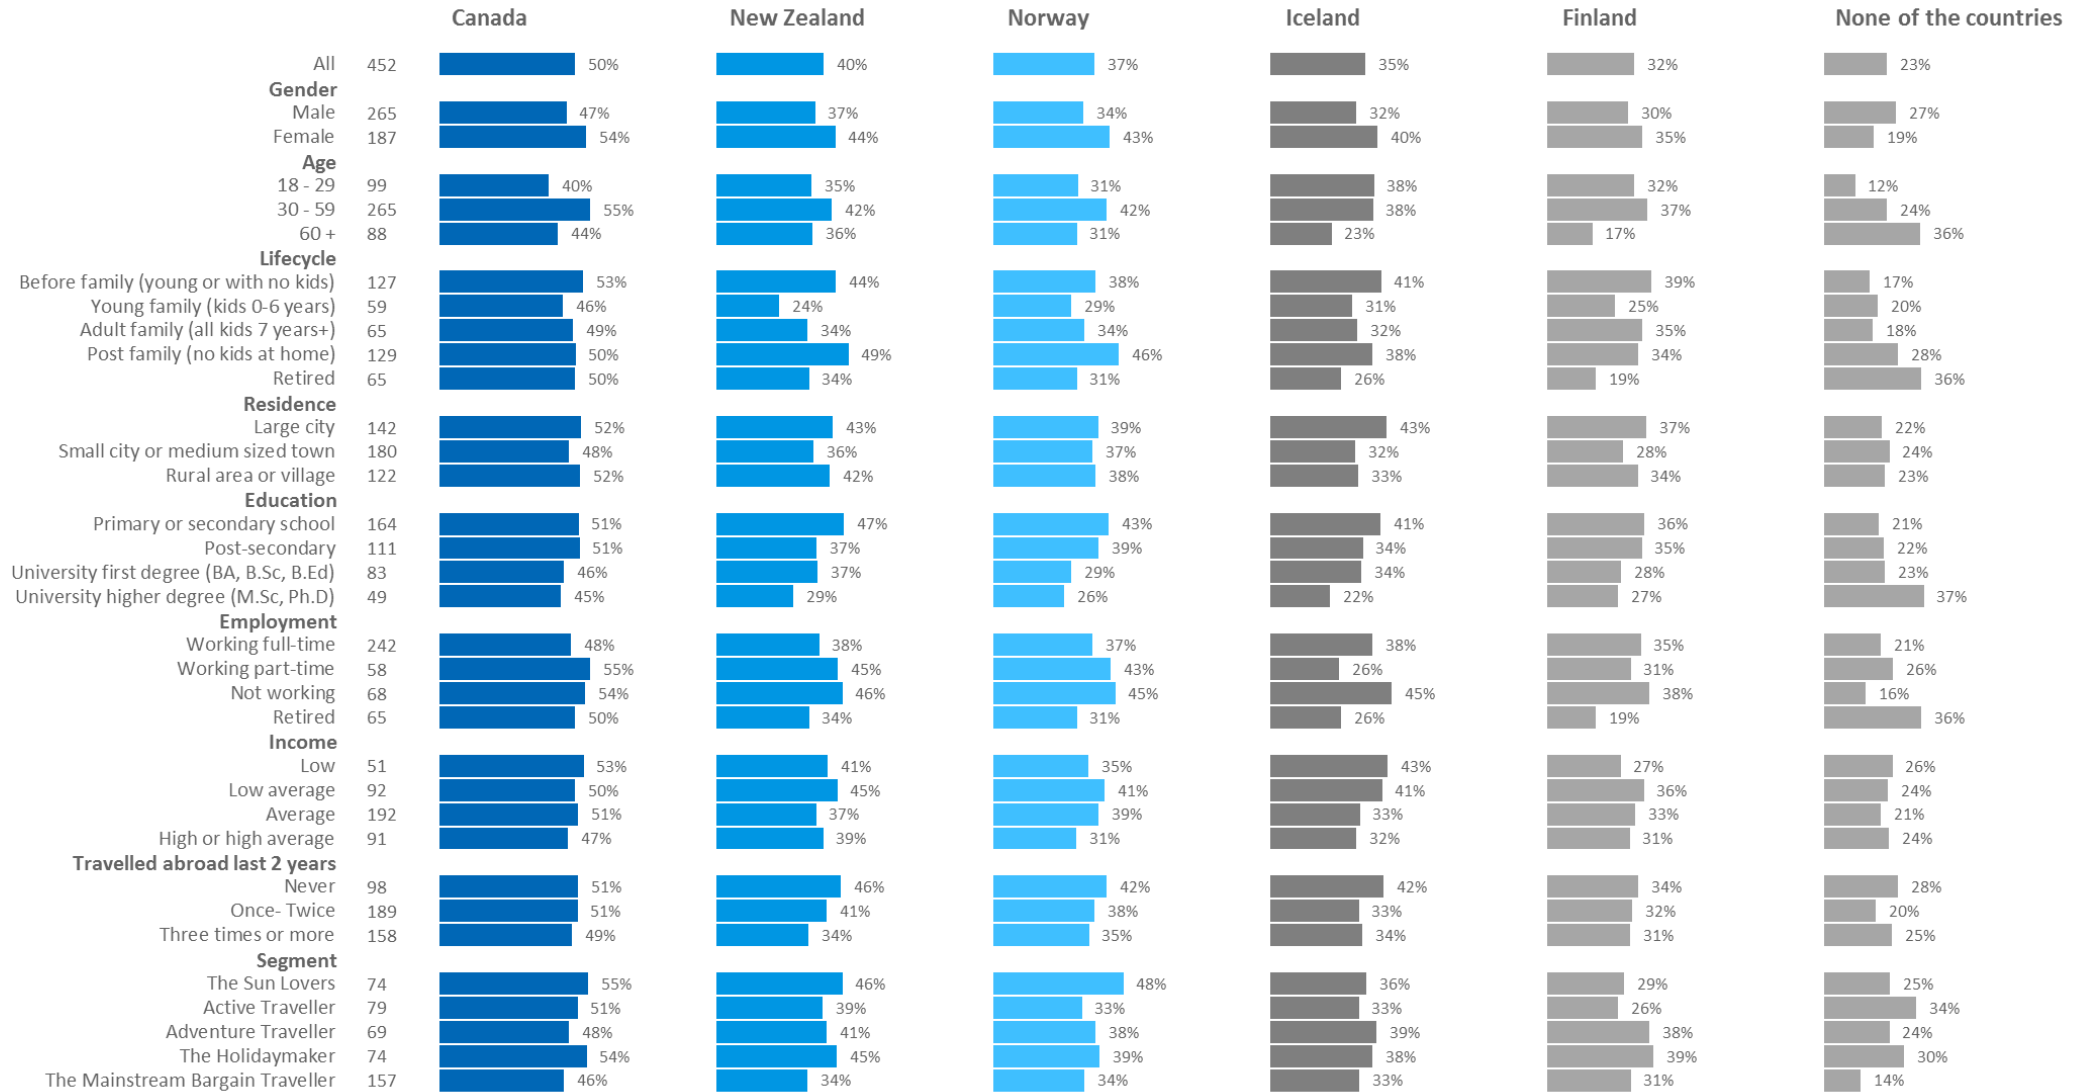 Canada New Zealand Norway Iceland Finland None of the countries
All 452 50% 40% 37% 35% 32% 23%
Gender
Male 265 47% 37% 34% 32% 30% 27%
Female 187 54% 44% 43% 40% 35% 19%
Age
18 - 29 99 40% 35% 31% 38% 32% 12%
30 - 59 265 55% 42% 42% 38% 37% 24%
60 + 88 44% 36% 31% 23% 17% 36%
Lifecycle
Before family (young or with no kids) 127 53% 44% 38% 41% 39% 17%
Young family (kids 0-6 years) 59 46% 24% 29% 31% 25% 20%
Adult family (all kids 7 years+) 65 49% 34% 34% 32% 35% 18%
Post family (no kids at home) 129 50% 49% 46% 38% 34% 28%
Retired 65 50% 34% 31% 26% 19% 36%
Residence
Large city 142 52% 43% 39% 43% 37% 22%
Small city or medium sized town 180 48% 36% 37% 32% 28% 24%
Rural area or village 122 52% 42% 38% 33% 34% 23%
Education
Primary or secondary school 164 51% 47% 43% 41% 36% 21%
Post-secondary 111 51% 37% 39% 34% 35% 22%
University first degree (BA, B.Sc, B.Ed) 83 46% 37% 29% 34% 28% 23%
University higher degree (M.Sc, Ph.D) 49 45% 29% 26% 22% 27% 37%
Employment
Working full-time 242 48% 38% 37% 38% 35% 21%
Working part-time 58 55% 45% 43% 26% 31% 26%
Not working 68 54% 46% 45% 45% 38% 16%
Retired 65 50% 34% 31% 26% 19% 36%
Income
Low 51 53% 41% 35% 43% 27% 26%
Low average 92 50% 45% 41% 41% 36% 24%
Average 192 51% 37% 39% 33% 33% 21%
High or high average 91 47% 39% 31% 32% 31% 24%
Travelled abroad last 2 years
Never 98 51% 46% 42% 42% 34% 28%
Once- Twice 189 51% 41% 38% 33% 32% 20%
Three times or more 158 49% 34% 35% 34% 31% 25%
Segment
The Sun Lovers 74 55% 46% 48% 36% 29% 25%
Active Traveller 79 51% 39% 33% 33% 26% 34%
Adventure Traveller 69 48% 41% 38% 39% 38% 24%
The Holidaymaker 74 54% 45% 39% 38% 39% 30%
The Mainstream Bargain Traveller 157 46% 34% 34% 33% 31% 14%